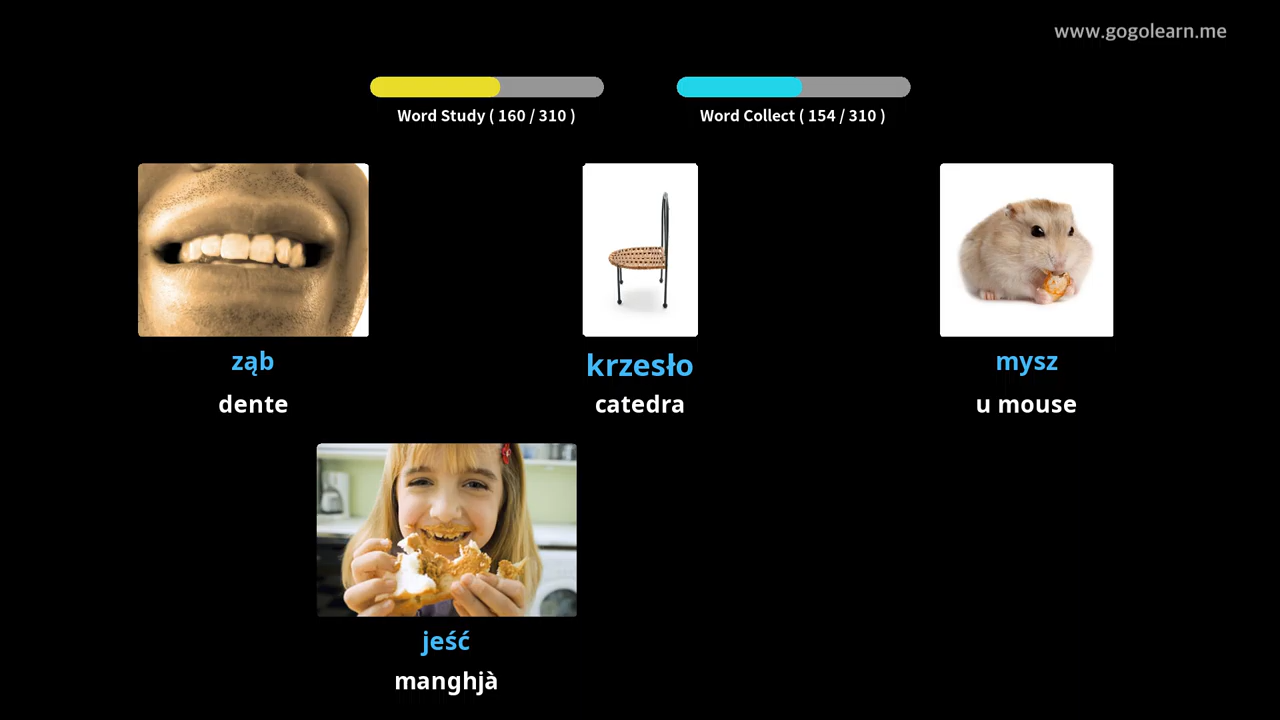 www.gogolearn.me
Word Study ( 160 / 310 )
Word Collect ( 154 / 310 )
ząb
krzesło
mysz
dente
catedra
u mouse
jeść
manghjà